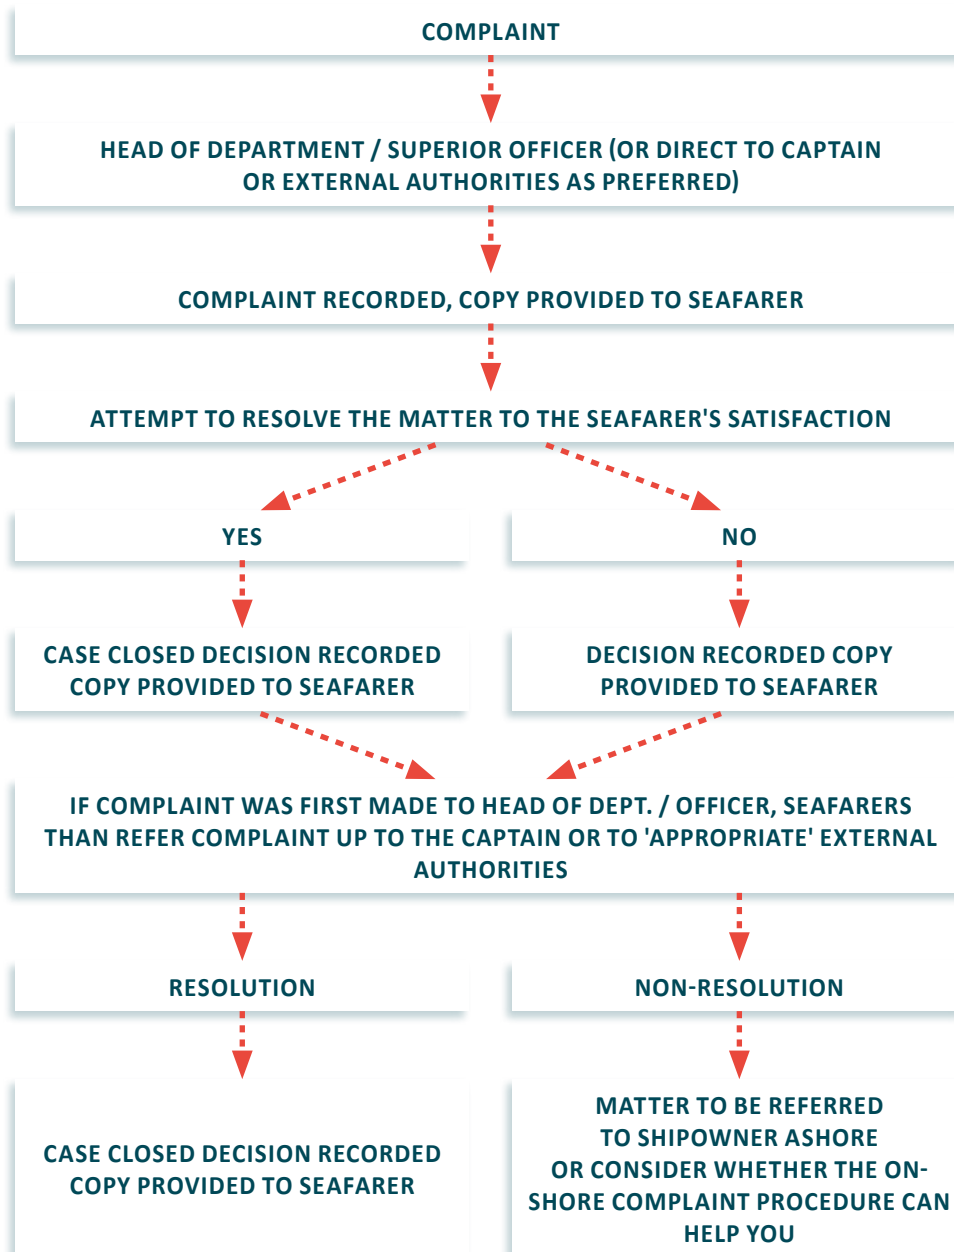 COMPLAINT
HEAD OF DEPARTMENT / SUPERIOR OFFICER (OR DIRECT TO CAPTAIN
OR EXTERNAL AUTHORITIES AS PREFERRED)
COMPLAINT RECORDED, COPY PROVIDED TO SEAFARER
ATTEMPT TO RESOLVE THE MATTER TO THE SEAFARER'S SATISFACTION
YES
NO
CASE CLOSED DECISION RECORDED
COPY PROVIDED TO SEAFARER
DECISION RECORDED COPY
PROVIDED TO SEAFARER
IF COMPLAINT WAS FIRST MADE TO HEAD OF DEPT. / OFFICER, SEAFARERS
THAN REFER COMPLAINT UP TO THE CAPTAIN OR TO 'APPROPRIATE' EXTERNAL
AUTHORITIES
RESOLUTION
NON-RESOLUTION
CASE CLOSED DECISION RECORDED
COPY PROVIDED TO SEAFARER
MATTER TO BE REFERRED
TO SHIPOWNER ASHORE
OR CONSIDER WHETHER THE ON-
SHORE COMPLAINT PROCEDURE CAN
HELP YOU